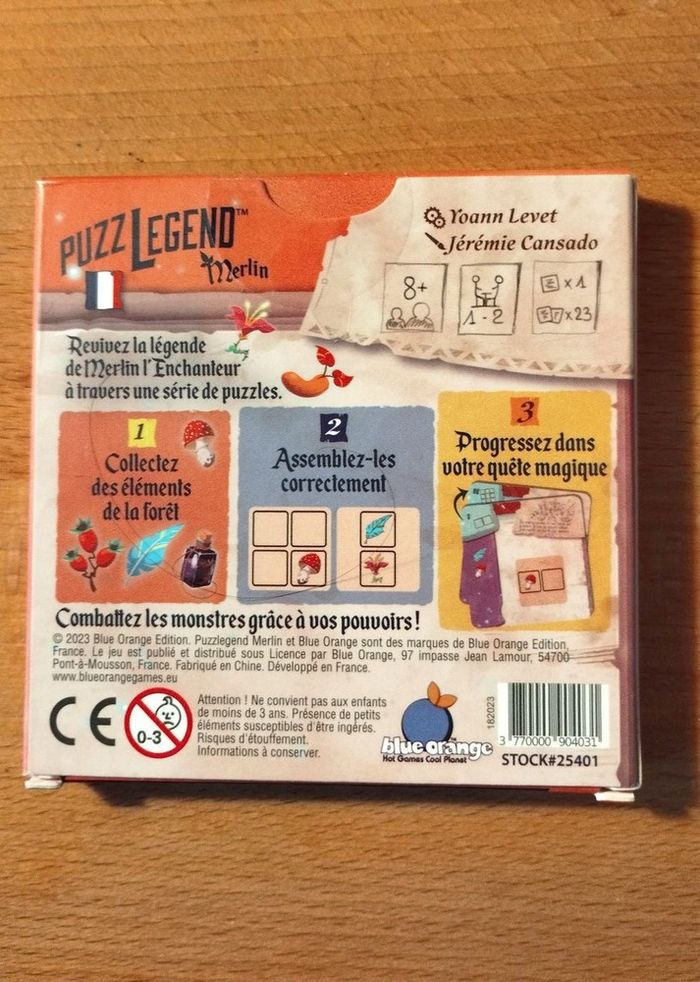 PUZZLEGEND™
Merlin
Yoann Levet
Jérémie Cansado
8+
1 - 2
x 1
x 23
Revivez la légende
de Merlin l'Enchanteur
à travers une série de puzzles.
1
Collectez
des éléments
de la forêt
2
Assemblez-les
correctement
3
Progressez dans
votre quête magique
Combattez les monstres grâce à vos pouvoirs !
© 2023 Blue Orange Edition. Puzzlegend Merlin et Blue Orange sont des marques de Blue Orange Edition,
France. Le jeu est publié et distribué sous Licence par Blue Orange, 97 impasse Jean Lamour, 54700
Pont-à-Mousson, France. Fabriqué en Chine. Développé en France.
www.blueorangegames.eu
CE
0-3
Attention ! Ne convient pas aux enfants
de moins de 3 ans. Présence de petits
éléments susceptibles d'être ingérés.
Risques d'étouffement.
Informations à conserver.
blue orange™
Hot Games Cool Planet
182023
3 770000 904031
STOCK#25401